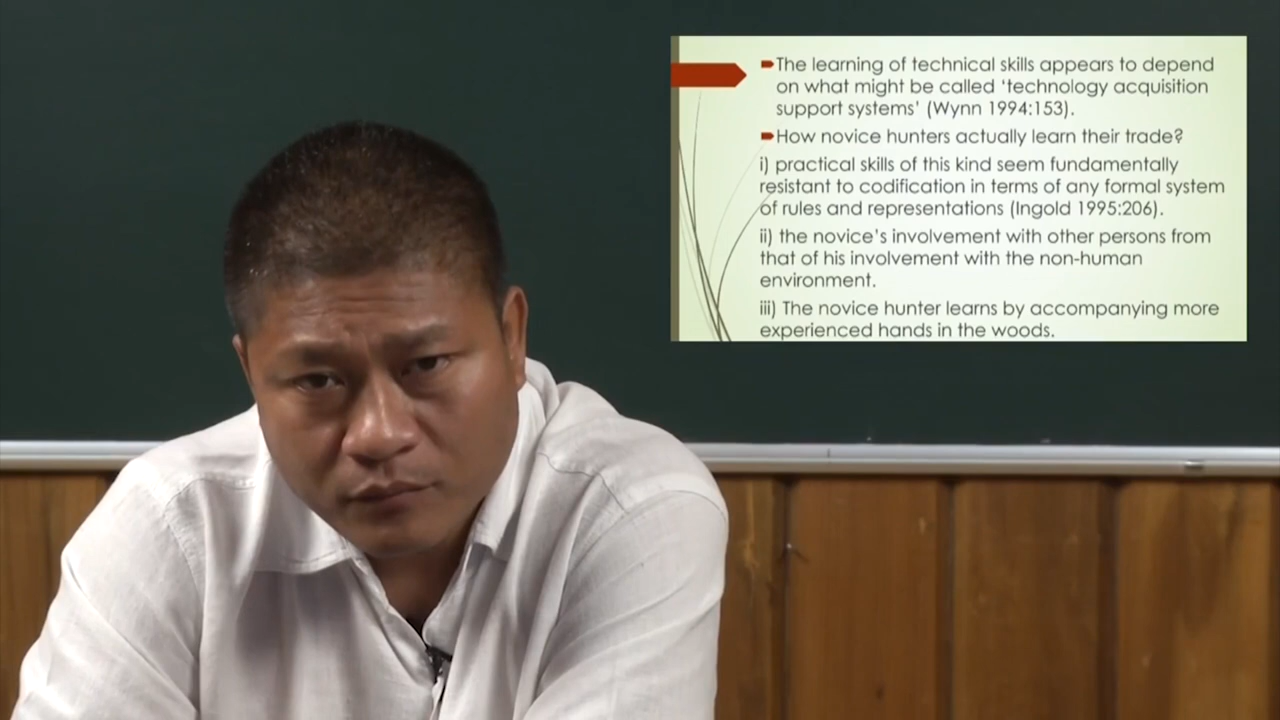 The learning of technical skills appears to depend
on what might be called ‘technology acquisition
support systems’ (Wynn 1994:153).
How novice hunters actually learn their trade?
i) practical skills of this kind seem fundamentally
resistant to codification in terms of any formal system
of rules and representations (Ingold 1995:206).
ii) the novice’s involvement with other persons from
that of his involvement with the non-human
environment.
iii) The novice hunter learns by accompanying more
experienced hands in the woods.